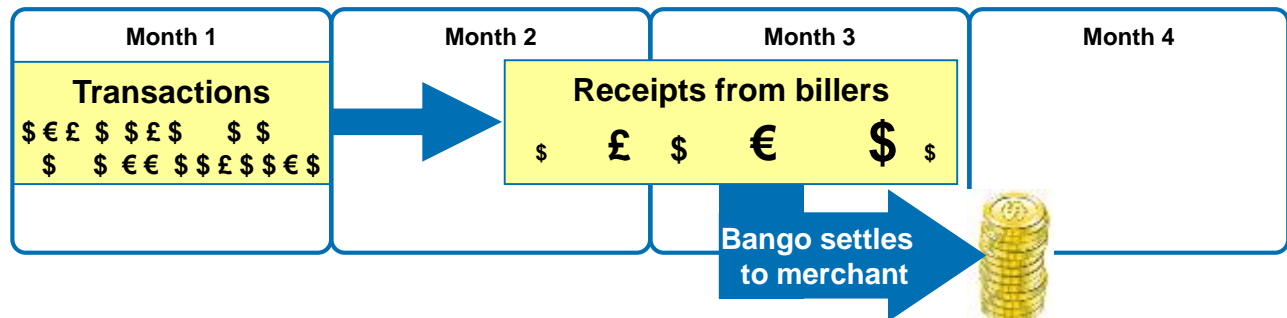 Month 1
Month 2
Month 3
Month 4
Transactions
$ € £ $ $ £ $ $ $
$ $ € € $ $ £ $ $ € $
Receipts from billers
$ £ $ € $ $
Bango settles
to merchant